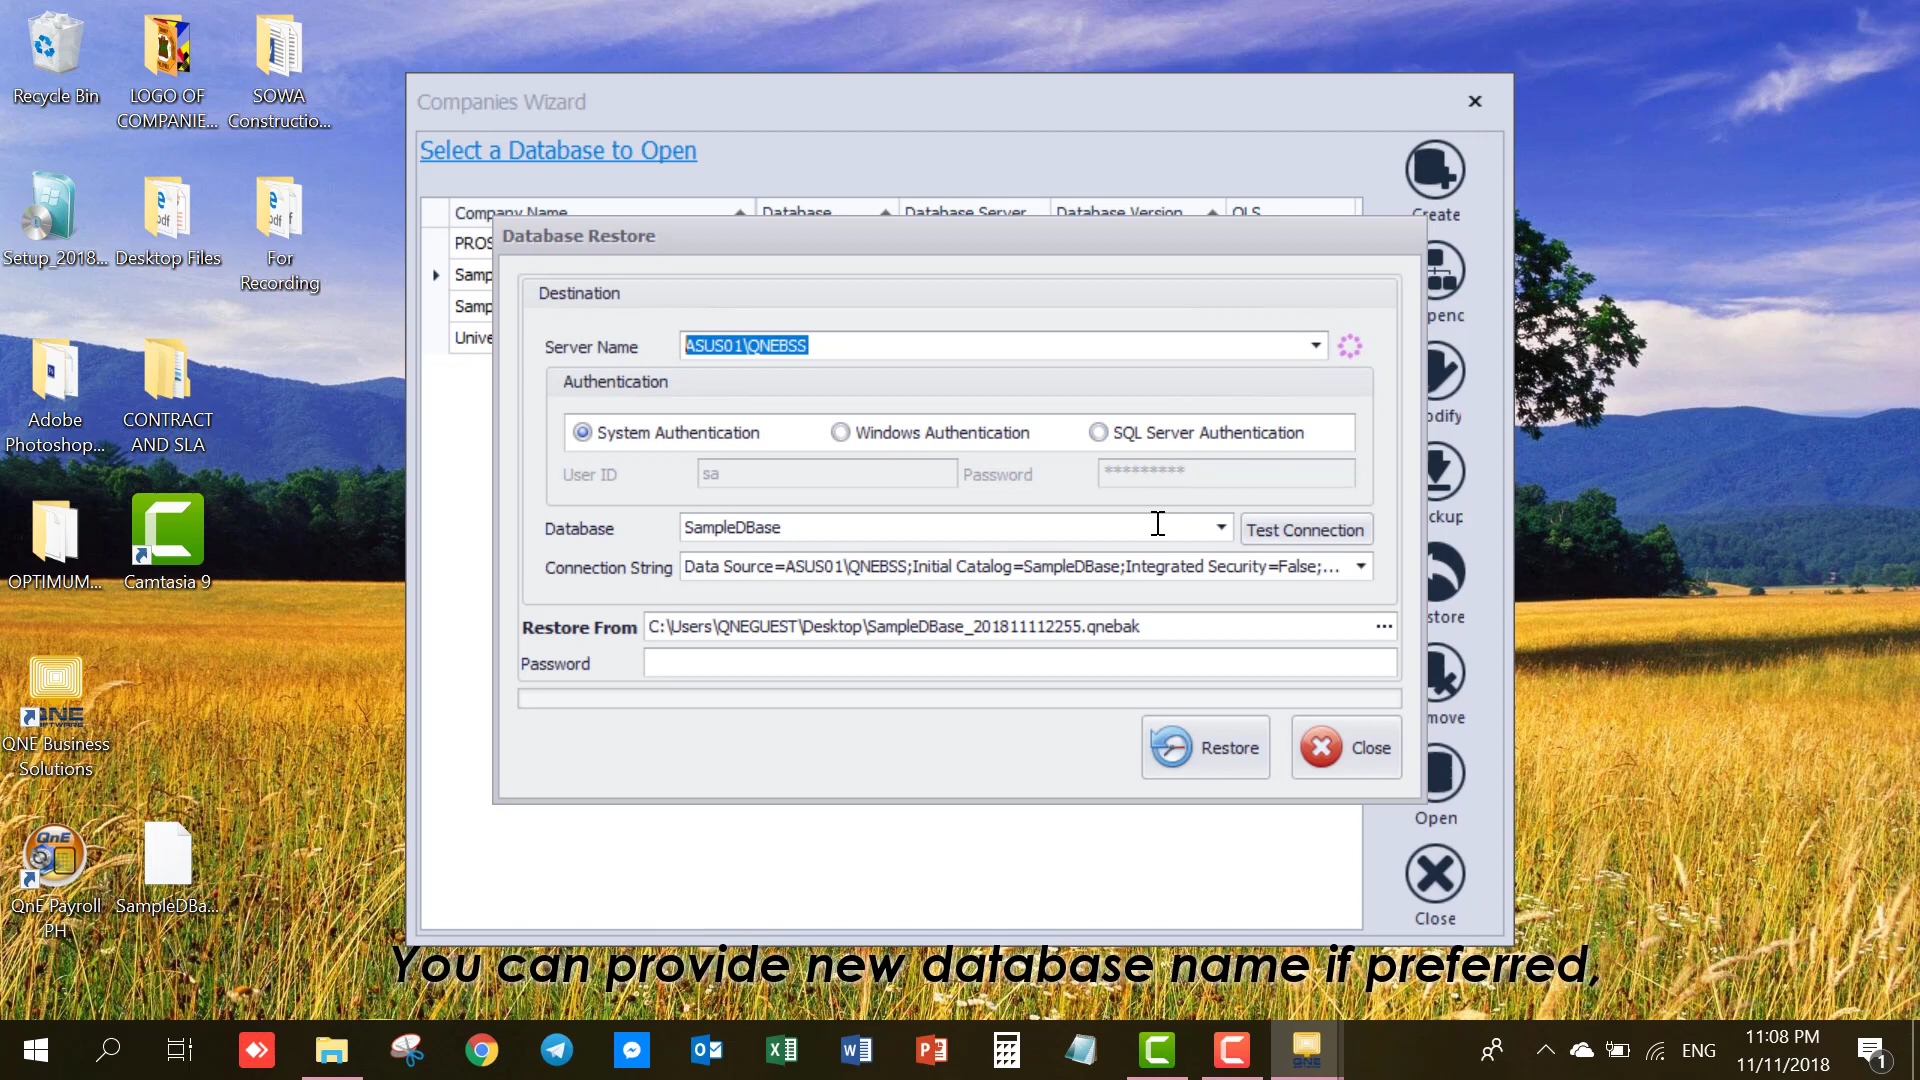 Recycle Bin
LOGO OF
COMPANIE...
SOWA
Constructio...
Setup_2018...
Desktop Files
For
Recording
Adobe
Photoshop...
CONTRACT
AND SLA
OPTIMUM...
Camtasia 9
QNE Business
Solutions
QnE Payroll
PH
SampleDBa...
Companies Wizard
Select a Database to Open
Company Name
Database
Database Server
Database Version
QLS
PROS
Samp
Samp
Unive
Create
penc
odify
ckup
store
move
Open
Close
Database Restore
Destination
Server Name
ASUS01\QNEBSS
Authentication
System Authentication
Windows Authentication
SQL Server Authentication
User ID
sa
Password
*********
Database
SampleDBase
Test Connection
Connection String
Data Source=ASUS01\QNEBSS;Initial Catalog=SampleDBase;Integrated Security=False;...
Restore From
C:\Users\QNEGUEST\Desktop\SampleDBase_201811112255.qnebak
...
Password
Restore
Close
You can provide new database name if preferred,
ENG
11:08 PM
11/11/2018
1